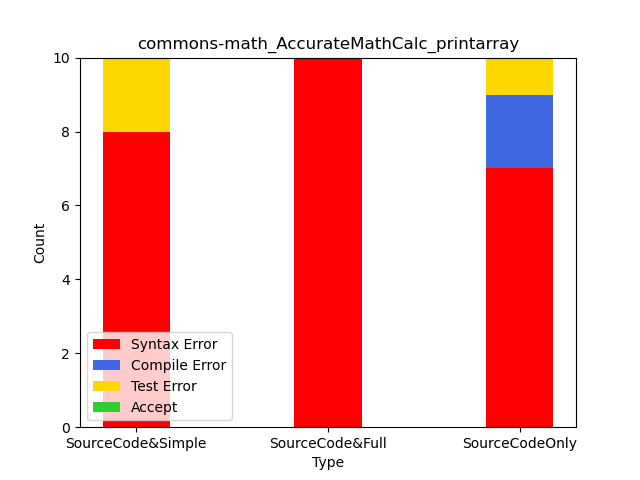 commons-math_AccurateMathCalc_printarray
10
8
6
4
2
0
Count
Syntax Error
Compile Error
Test Error
Accept
SourceCode&Simple
SourceCode&Full
SourceCodeOnly
Type